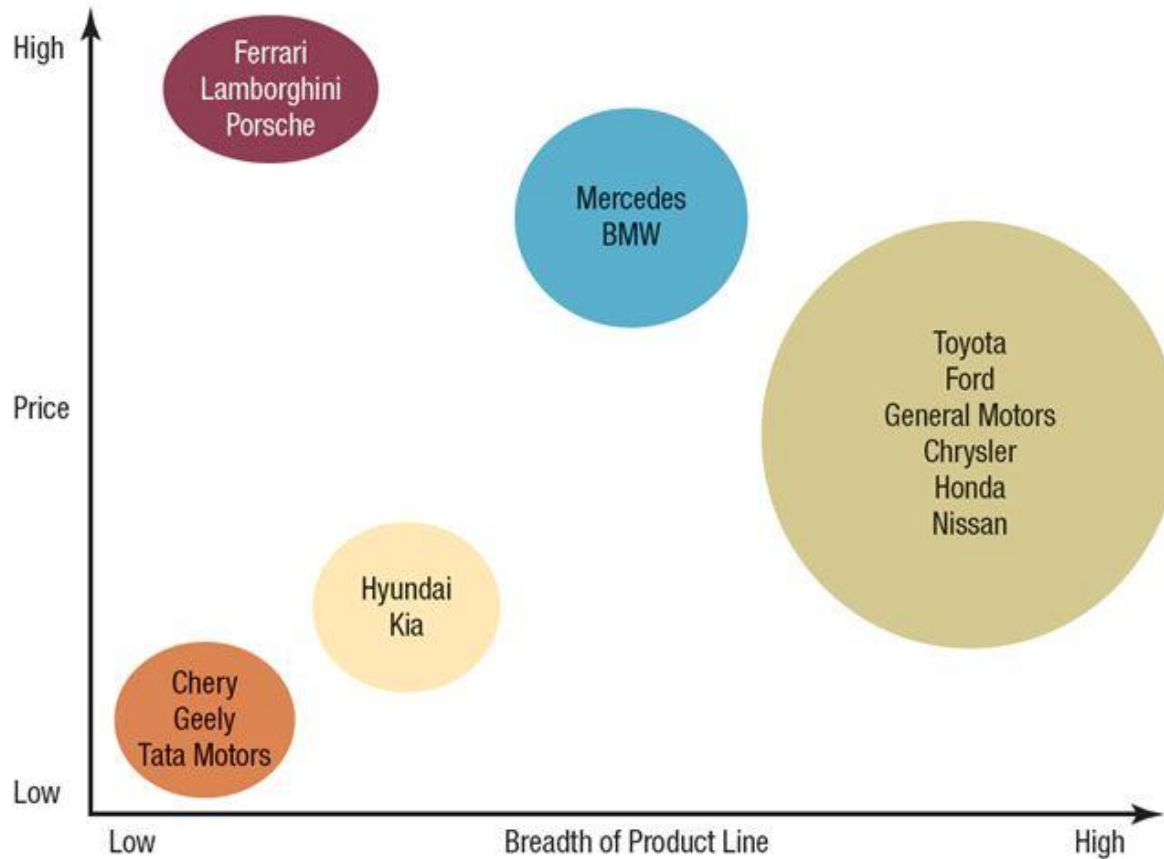 High
Ferrari
Lamborghini
Porsche
Mercedes
BMW
Toyota
Ford
General Motors
Chrysler
Honda
Nissan
Price
Hyundai
Kia
Chery
Geely
Tata Motors
Low
Low
Breadth of Product Line
High